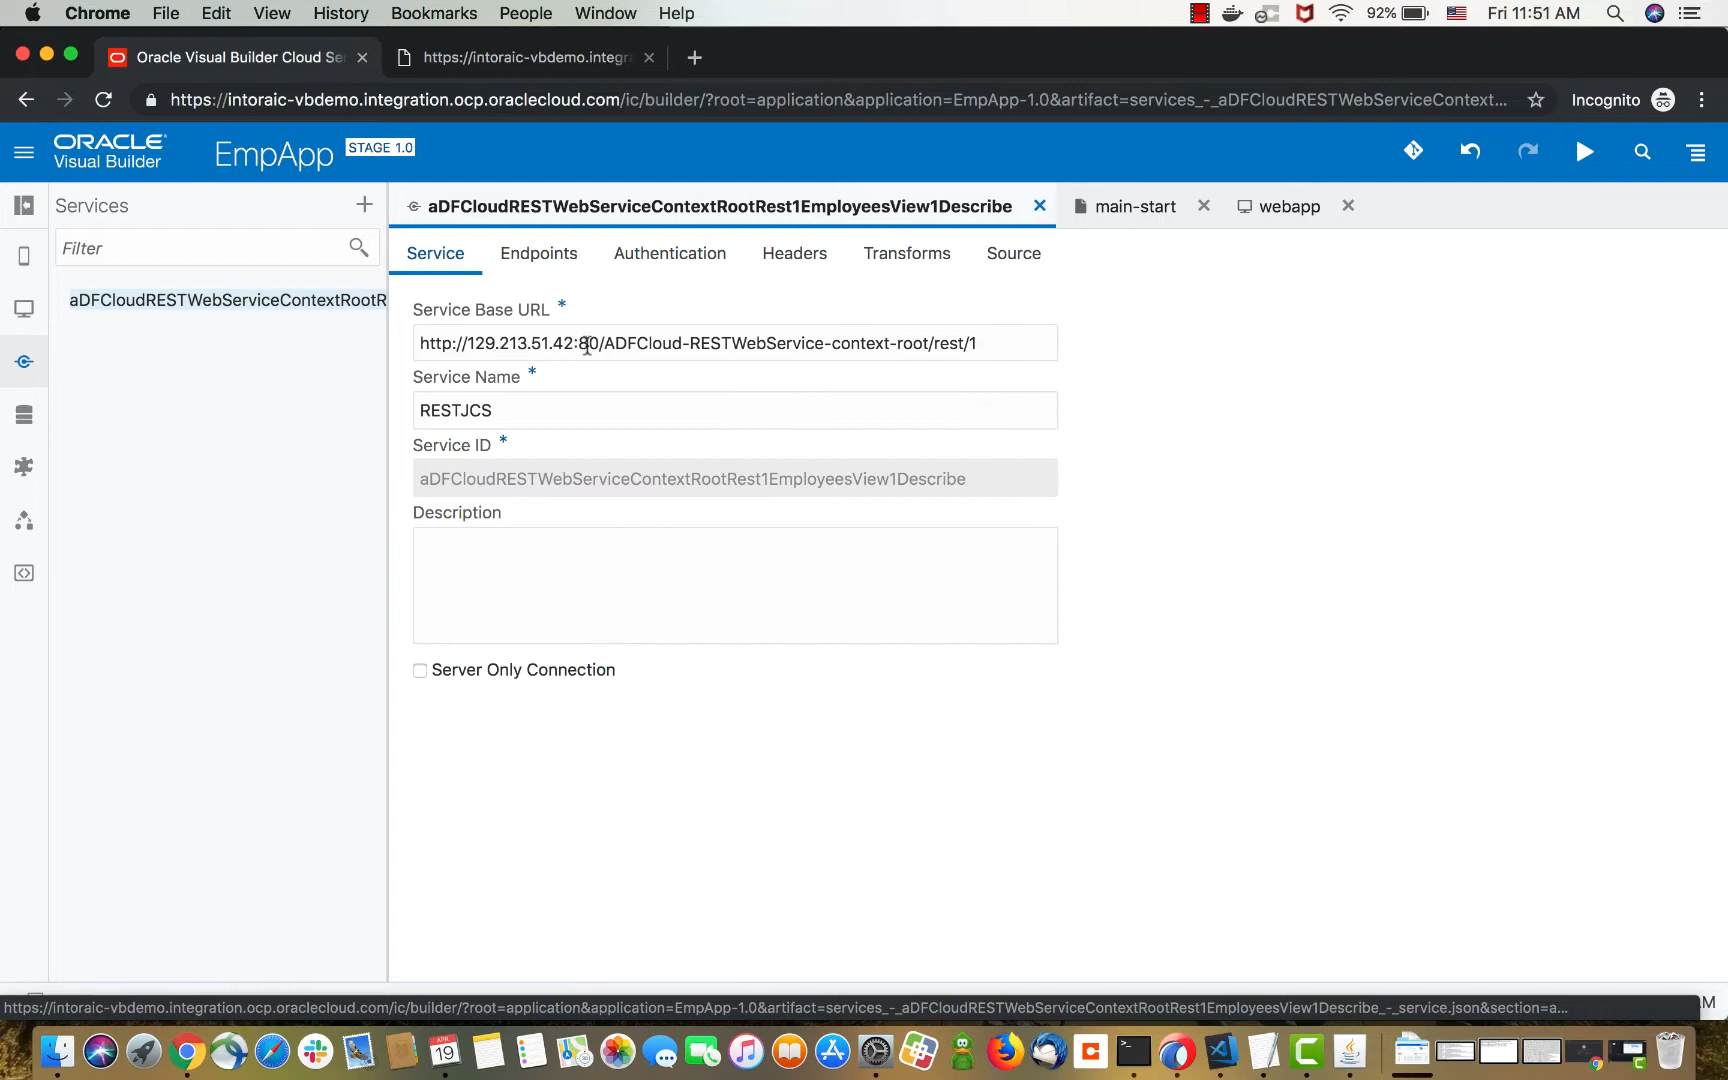 Chrome File Edit View History Bookmarks People Window Help 92% Fri 11:51 AM
Oracle Visual Builder Cloud Se
https://intoraic-vbdemo.integr
https://intoraic-vbdemo.integration.ocp.oraclecloud.com/ic/builder/?root=application&application=EmpApp-1.0&artifact=services_-_aDFCloudRESTWebServiceContext... Incognito
ORACLE
Visual Builder
EmpApp STAGE 1.0
Services
aDFCloudRESTWebServiceContextRootRest1EmployeesView1Describe main-start webapp
Filter
Service Endpoints Authentication Headers Transforms Source
aDFCloudRESTWebServiceContextRootR
Service Base URL *
http://129.213.51.42:80/ADFCloud-RESTWebService-context-root/rest/1
Service Name *
RESTJCS
Service ID *
aDFCloudRESTWebServiceContextRootRest1EmployeesView1Describe
Description
Server Only Connection
https://intoraic-vbdemo.integration.ocp.oraclecloud.com/ic/builder/?root=application&application=EmpApp-1.0&artifact=services_-_aDFCloudRESTWebServiceContextRootRest1EmployeesView1Describe_-_service.json&section=a... AM
APR
19